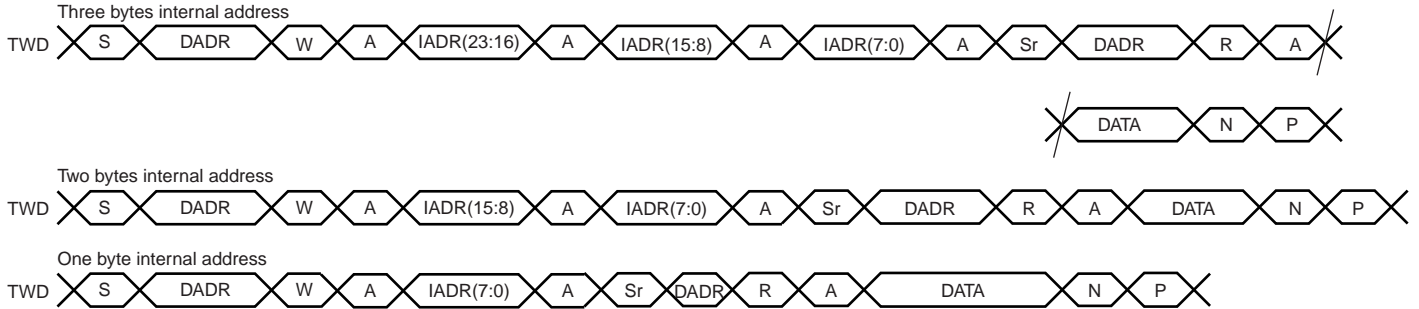 Three bytes internal address
TWD S DADR W A IADR(23:16) A IADR(15:8) A IADR(7:0) A Sr DADR R A
DATA N P
Two bytes internal address
TWD S DADR W A IADR(15:8) A IADR(7:0) A Sr DADR R A DATA N P
One byte internal address
TWD S DADR W A IADR(7:0) A Sr DADR R A DATA N P